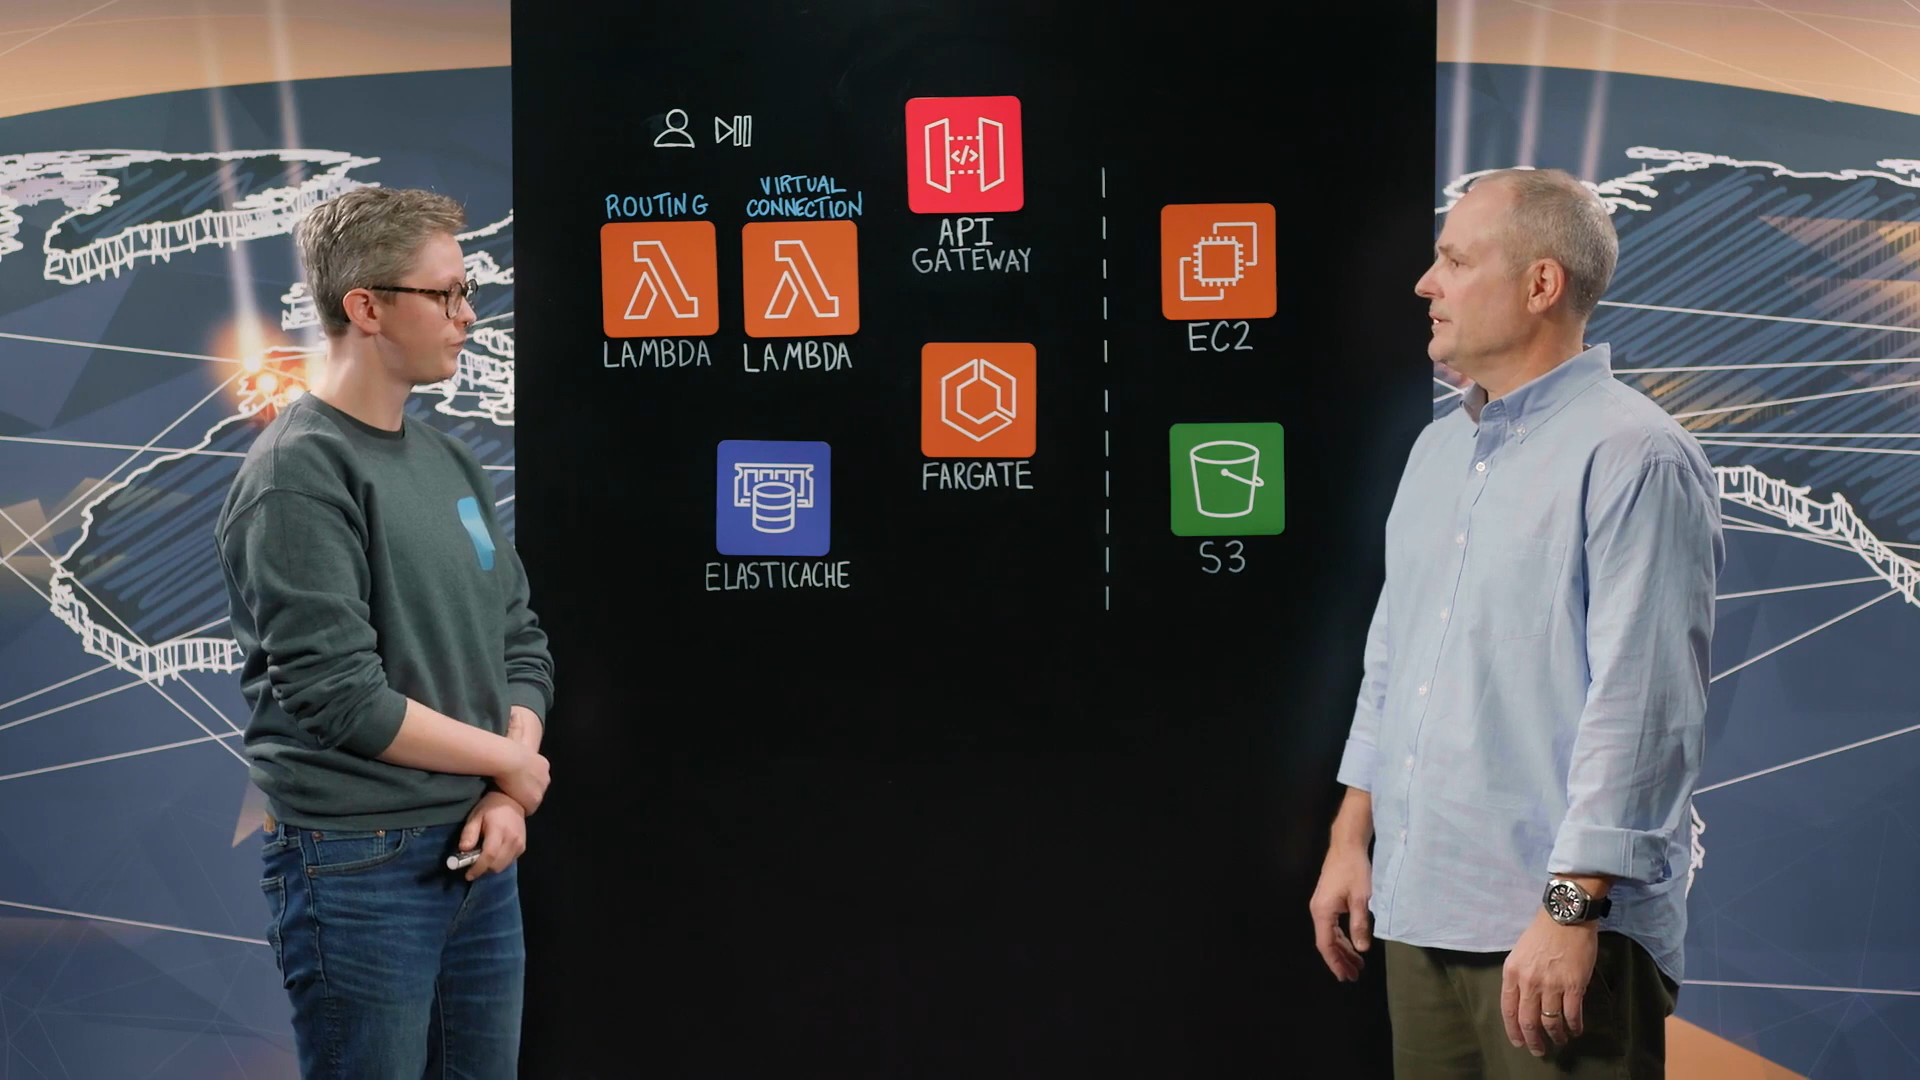 ROUTING
VIRTUAL
CONNECTION
LAMBDA
LAMBDA
</>
API
GATEWAY
FARGATE
ELASTICACHE
EC2
S3